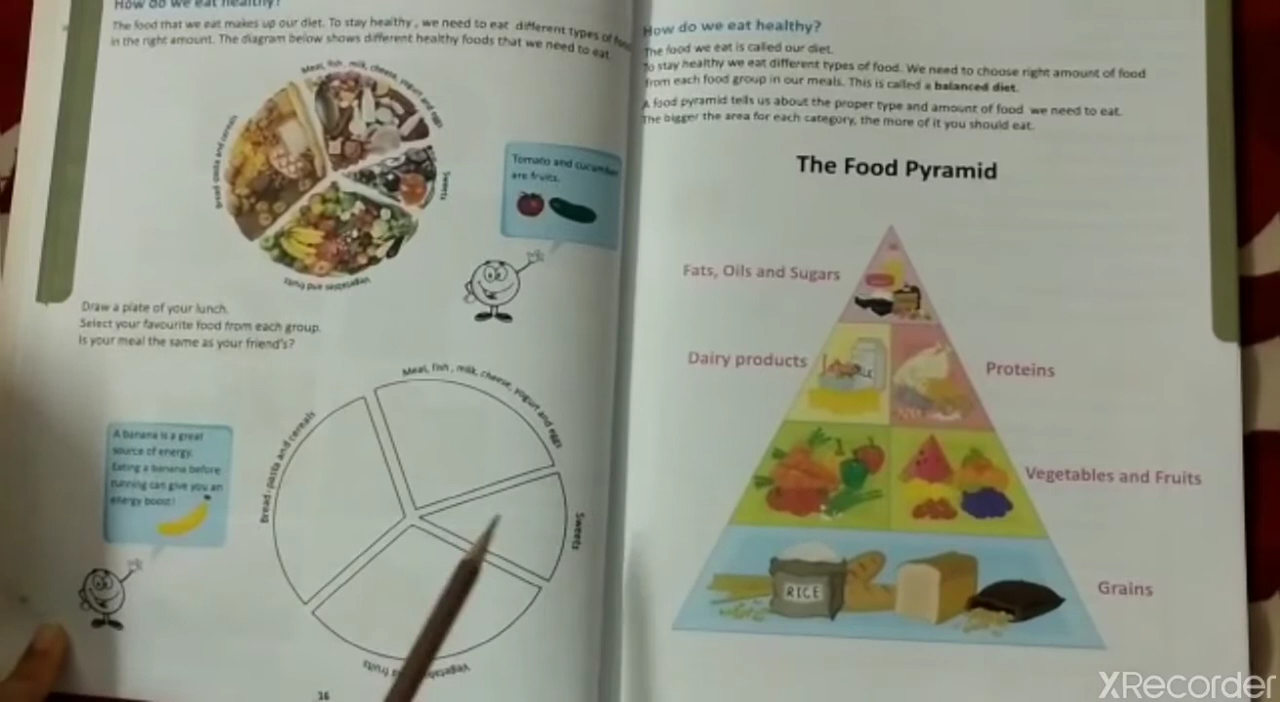 How do we eat healthy?
The food that we eat makes up our diet. To stay healthy , we need to eat different types of food
in the right amount. The diagram below shows different healthy foods that we need to eat.
Meat, fish , milk, cheese, yogurt and eggs
Bread ,pasta and cereals
Sweets
Vegetables and fruits
Tomato and cucumber
are fruits.
Draw a plate of your lunch.
Select your favourite food from each group.
Is your meal the same as your friend's?
Meat, fish , milk, cheese, yogurt and eggs
Bread ,pasta and cereals
Sweets
A banana is a great
source of energy.
Eating a banana before
running can give you an
energy boost!
fruits
16
How do we eat healthy?
The food we eat is called our diet.
To stay healthy we eat different types of food. We need to choose right amount of food
from each food group in our meals. This is called a balanced diet.
A food pyramid tells us about the proper type and amount of food we need to eat.
The bigger the area for each category, the more of it you should eat.
The Food Pyramid
Fats, Oils and Sugars
Dairy products
Proteins
Vegetables and Fruits
RICE
Grains
XRecorder